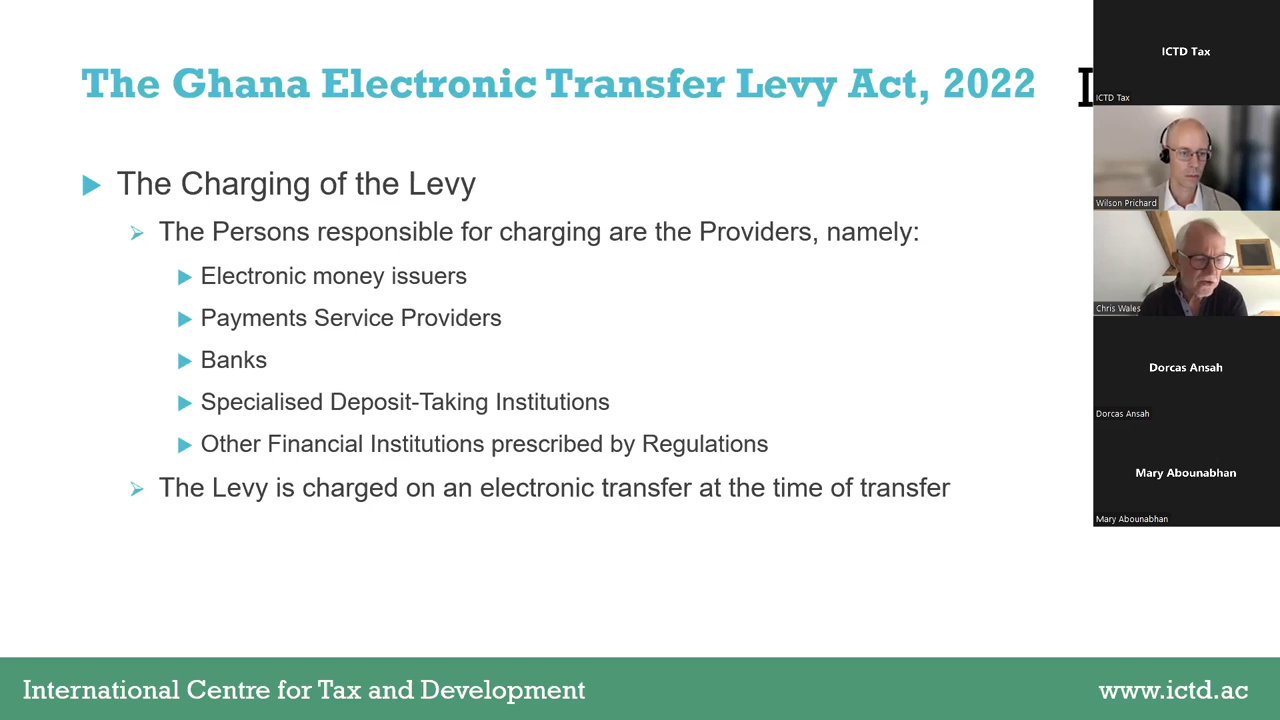 The Ghana Electronic Transfer Levy Act, 2022
The Charging of the Levy
The Persons responsible for charging are the Providers, namely:
Electronic money issuers
Payments Service Providers
Banks
Specialised Deposit-Taking Institutions
Other Financial Institutions prescribed by Regulations
The Levy is charged on an electronic transfer at the time of transfer
International Centre for Tax and Development
www.ictd.ac
ICTD Tax
ICTD Tax
Wilson Prichard
Chris Wales
Dorcas Ansah
Dorcas Ansah
Mary Abounabhan
Mary Abounabhan